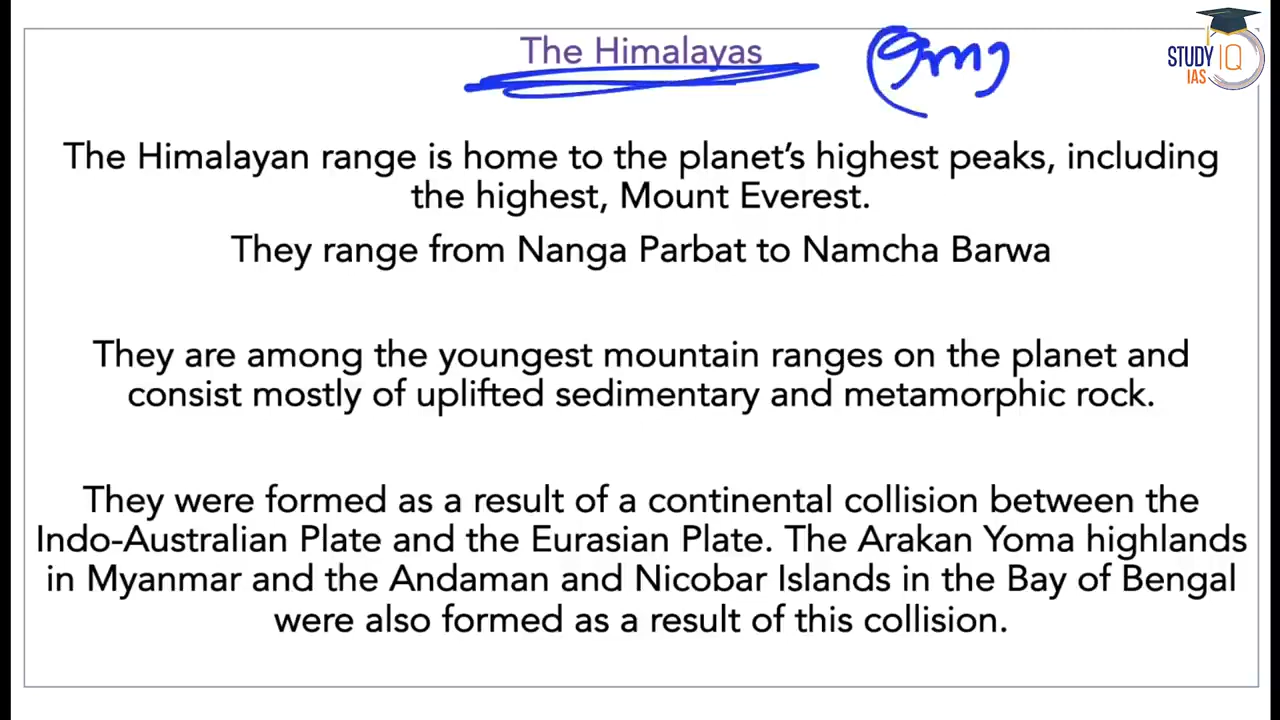 The Himalayas
STUDY IQ
IAS
The Himalayan range is home to the planet's highest peaks, including
the highest, Mount Everest.
They range from Nanga Parbat to Namcha Barwa
They are among the youngest mountain ranges on the planet and
consist mostly of uplifted sedimentary and metamorphic rock.
They were formed as a result of a continental collision between the
Indo-Australian Plate and the Eurasian Plate. The Arakan Yoma highlands
in Myanmar and the Andaman and Nicobar Islands in the Bay of Bengal
were also formed as a result of this collision.